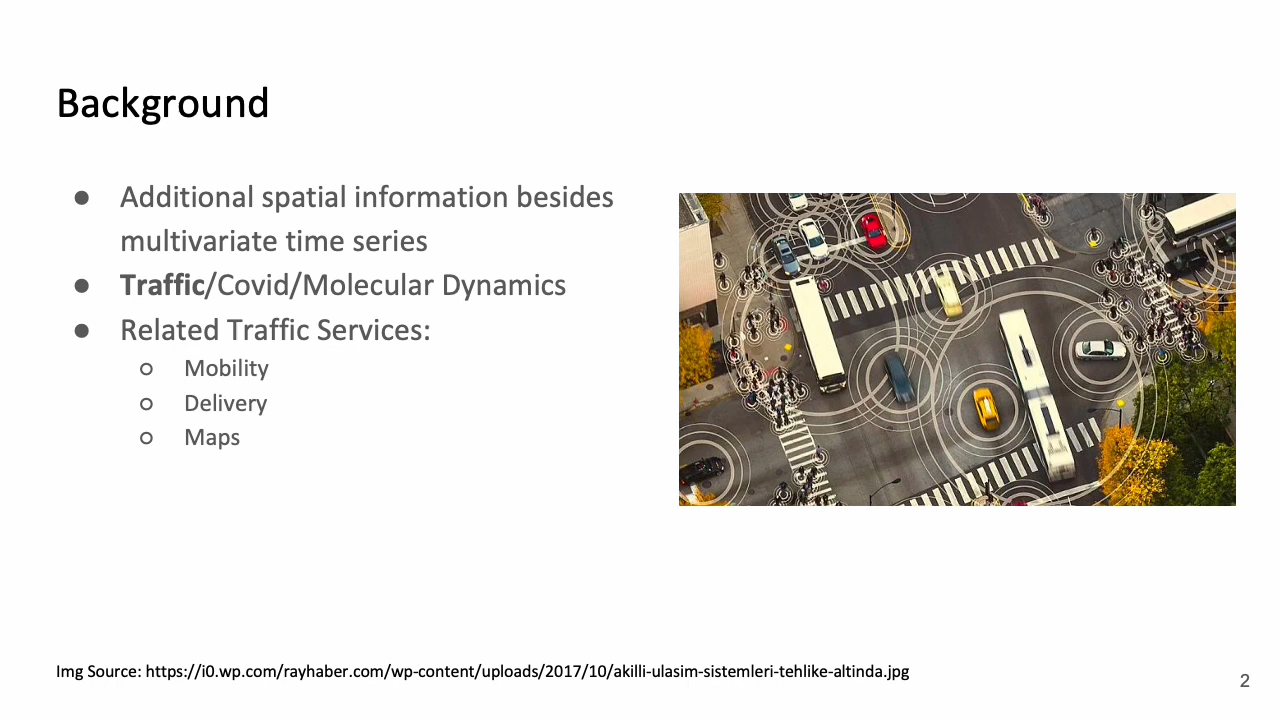 Background
● Additional spatial information besides
multivariate time series
● Traffic/Covid/Molecular Dynamics
● Related Traffic Services:
○ Mobility
○ Delivery
○ Maps
Img Source: https://i0.wp.com/rayhaber.com/wp-content/uploads/2017/10/akilli-ulasim-sistemleri-tehlike-altinda.jpg
2